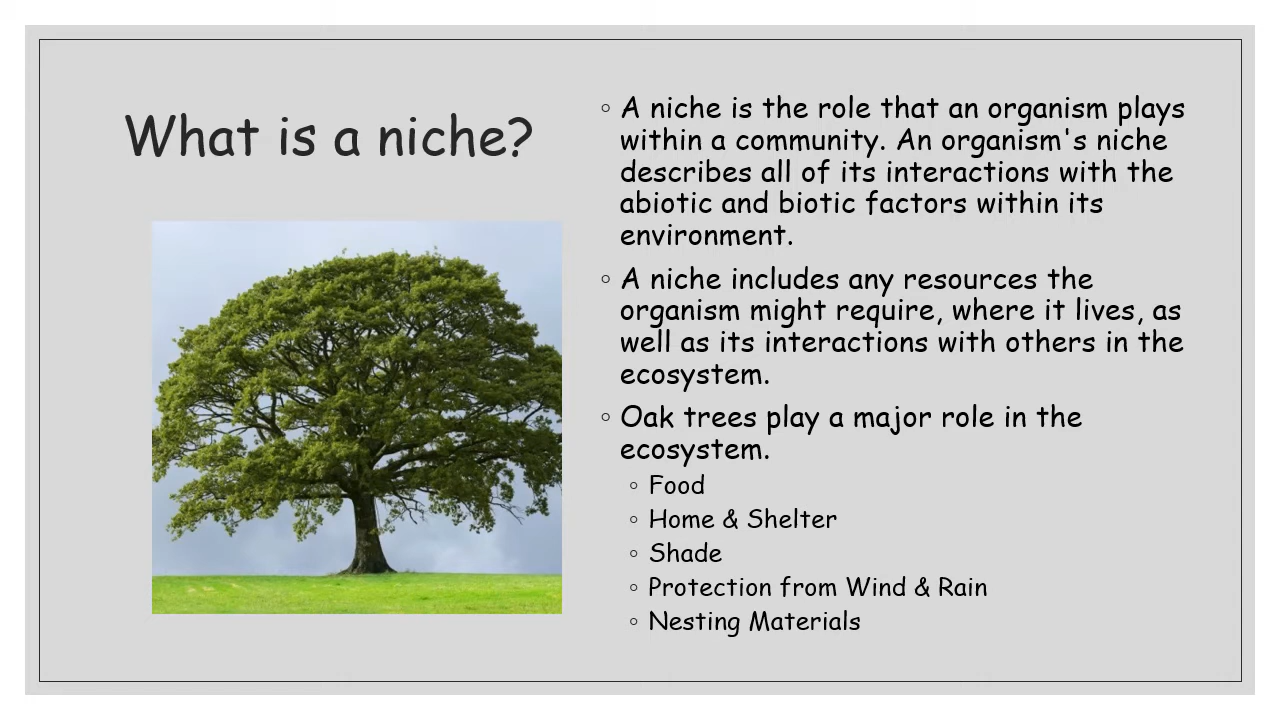 What is a niche?
◦ A niche is the role that an organism plays
within a community. An organism's niche
describes all of its interactions with the
abiotic and biotic factors within its
environment.
◦ A niche includes any resources the
organism might require, where it lives, as
well as its interactions with others in the
ecosystem.
◦ Oak trees play a major role in the
ecosystem.
◦ Food
◦ Home & Shelter
◦ Shade
◦ Protection from Wind & Rain
◦ Nesting Materials